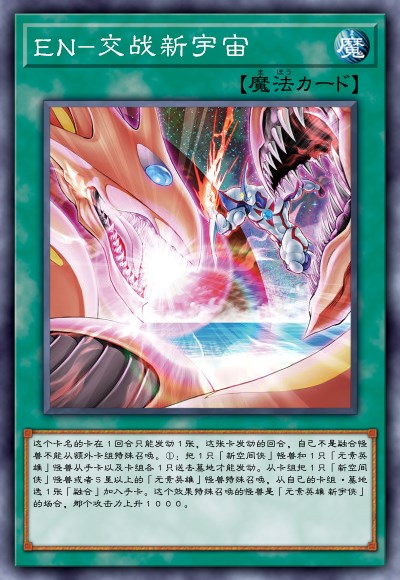 EN-交战新宇宙
魔
まほう
【魔法カード】
这个卡名的卡在1回合只能发动1张，这张卡发动的回合，自己不是融合怪
兽不能从额外卡组特殊召唤。①：把1只「新空间侠」怪兽和1只「元素英
雄」怪兽从手卡以及卡组各1只送去墓地才能发动。从卡组把1只「新空间
侠」怪兽或者5星以上的「元素英雄」怪兽特殊召唤，从自己的卡组·墓地
选1张「融合」加入手卡。这个效果特殊召唤的怪兽是「元素英雄 新宇侠」
的场合，那个攻击力上升1000。